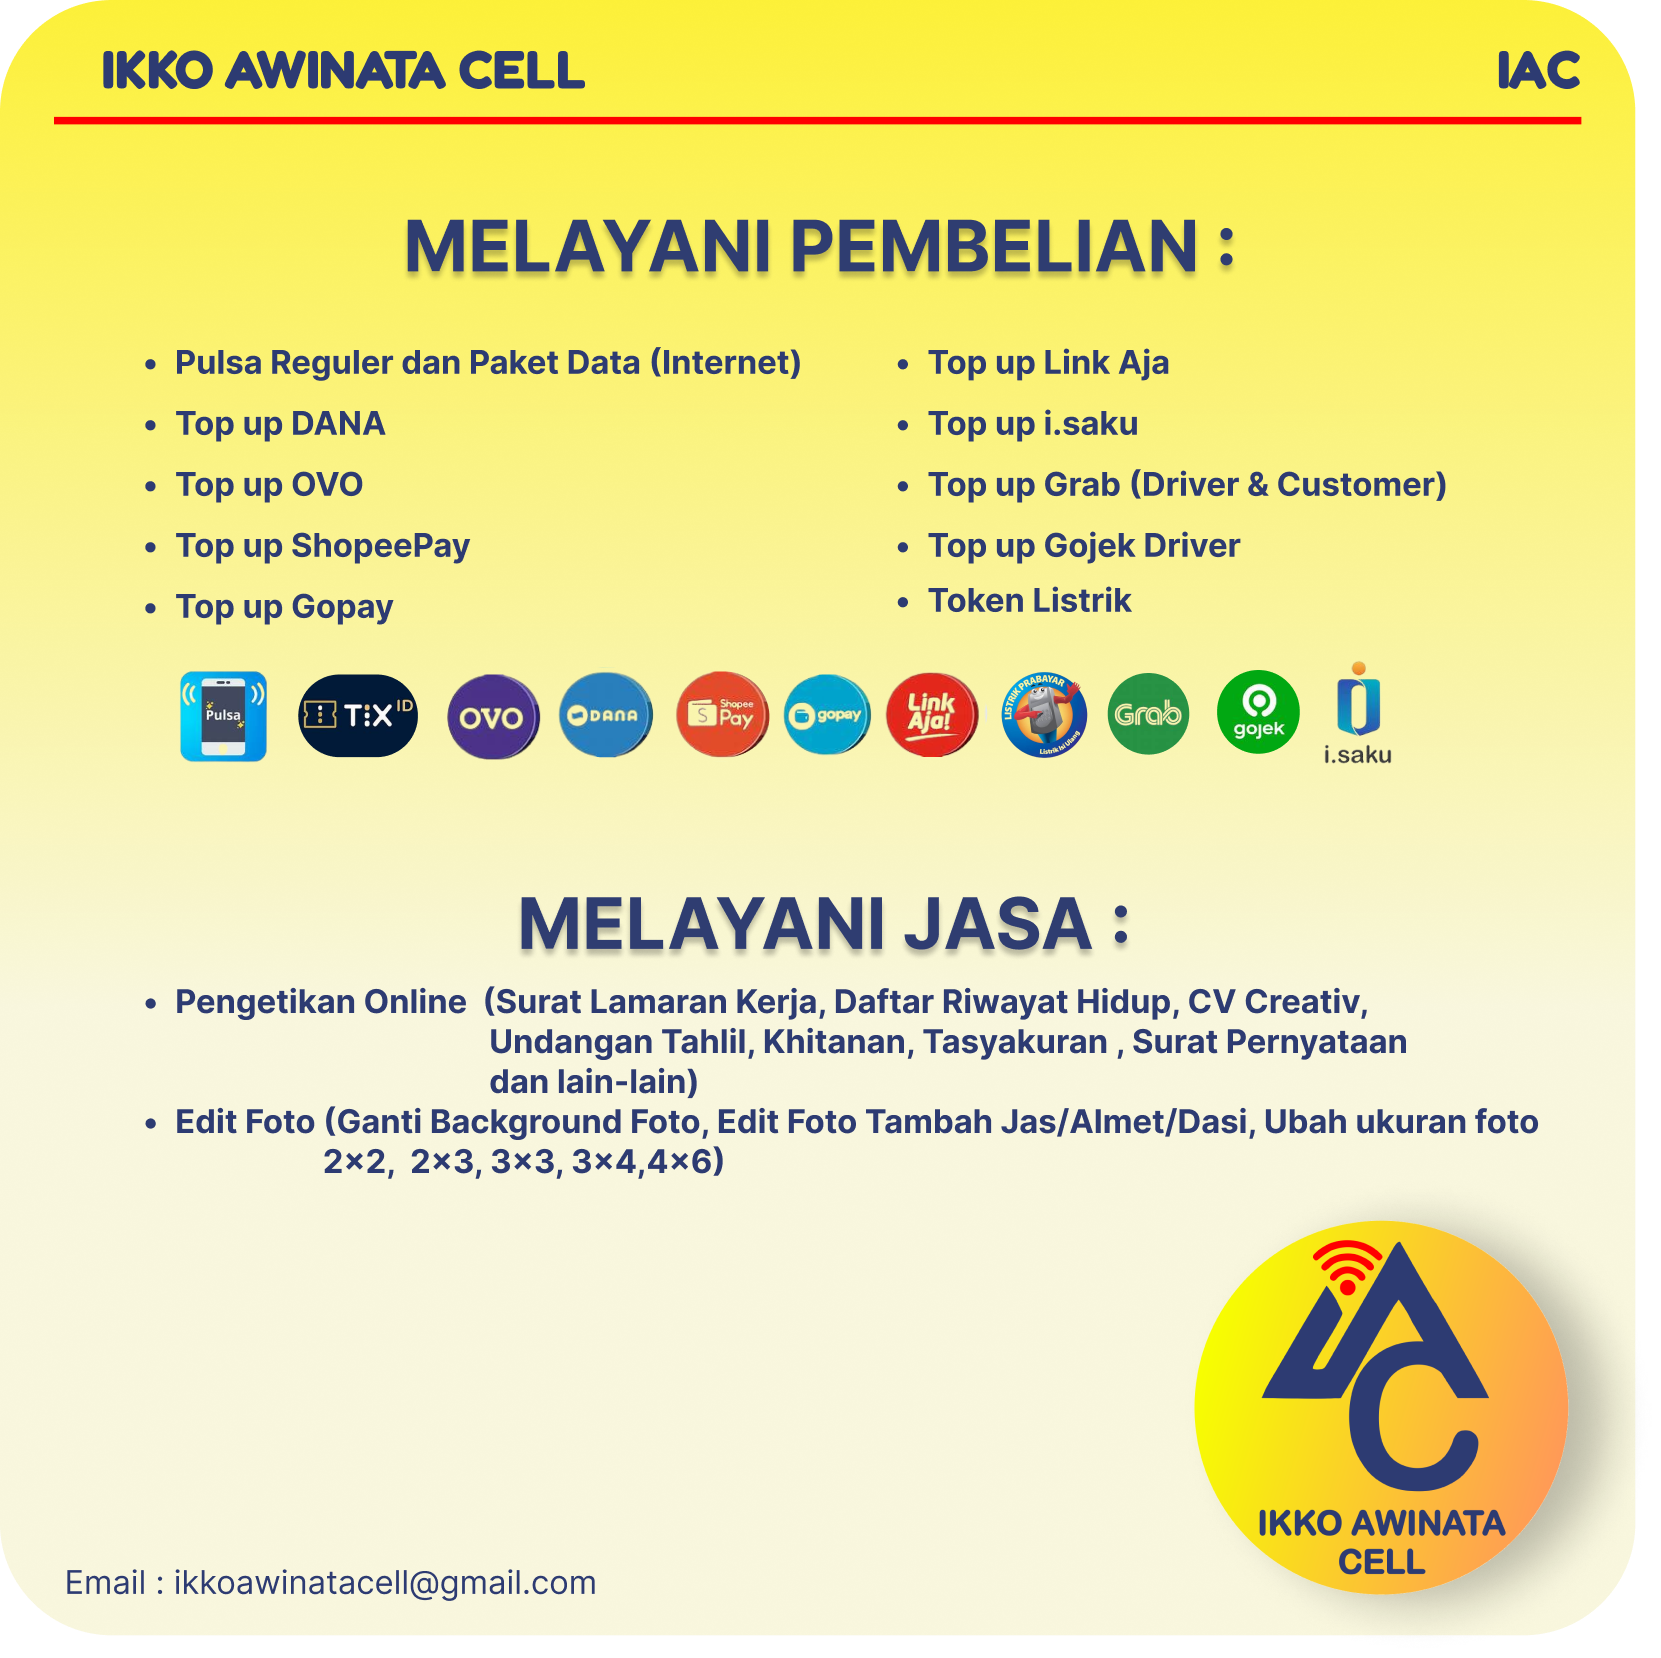 IKKO AWINATA CELL
IAC
MELAYANI PEMBELIAN :
• Pulsa Reguler dan Paket Data (Internet)
• Top up DANA
• Top up OVO
• Top up ShopeePay
• Top up Gopay
• Top up Link Aja
• Top up i.saku
• Top up Grab (Driver & Customer)
• Top up Gojek Driver
• Token Listrik
Pulsa
TIX ID
OVO
DANA
Shopee
Pay
gopay
Link
Aja!
LISTRIK PRABAYAR
Listrik Isi Ulang
Grab
gojek
i.saku
MELAYANI JASA :
• Pengetikan Online (Surat Lamaran Kerja, Daftar Riwayat Hidup, CV Creativ,
Undangan Tahlil, Khitanan, Tasyakuran , Surat Pernyataan
dan lain-lain)
• Edit Foto (Ganti Background Foto, Edit Foto Tambah Jas/Almet/Dasi, Ubah ukuran foto
2×2, 2×3, 3×3, 3×4,4×6)
iAC
IKKO AWINATA
CELL
Email : ikkoawinatacell@gmail.com